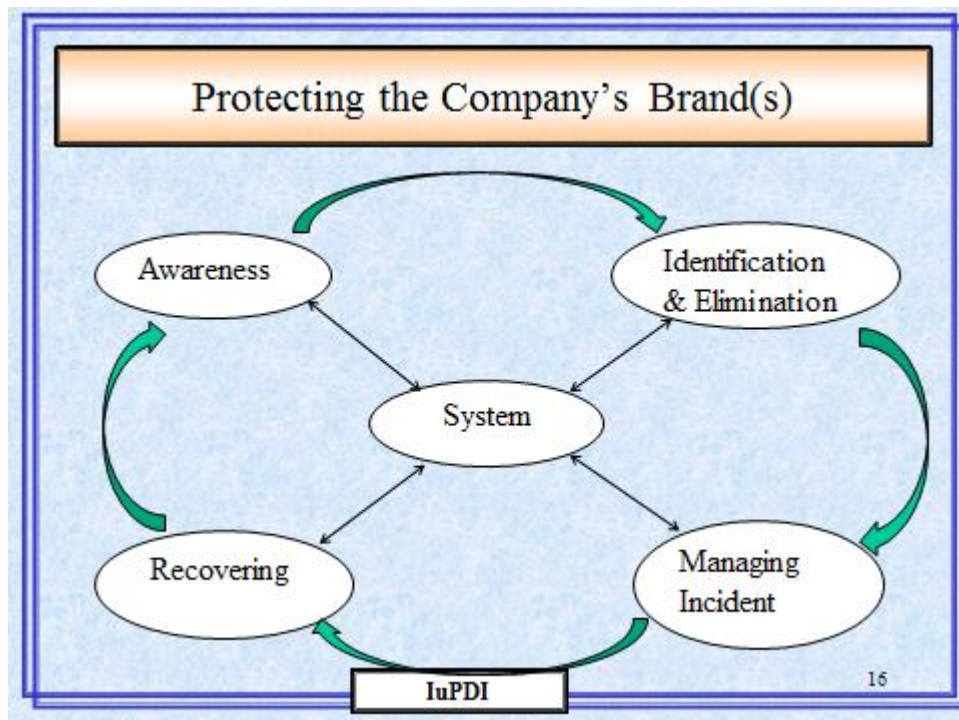 Protecting the Company's Brand(s)
Awareness
Identification
& Elimination
System
Recovering
Managing
Incident
IuPDI
16